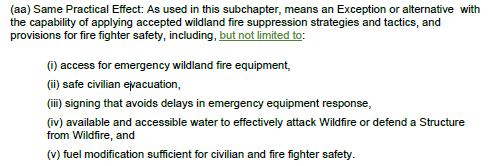 (aa) Same Practical Effect: As used in this subchapter, means an Exception or alternative with
the capability of applying accepted wildland fire suppression strategies and tactics, and
provisions for fire fighter safety, including, but not limited to:
(i) access for emergency wildland fire equipment,
(ii) safe civilian evacuation,
(iii) signing that avoids delays in emergency equipment response,
(iv) available and accessible water to effectively attack Wildfire or defend a Structure
from Wildfire, and
(v) fuel modification sufficient for civilian and fire fighter safety.